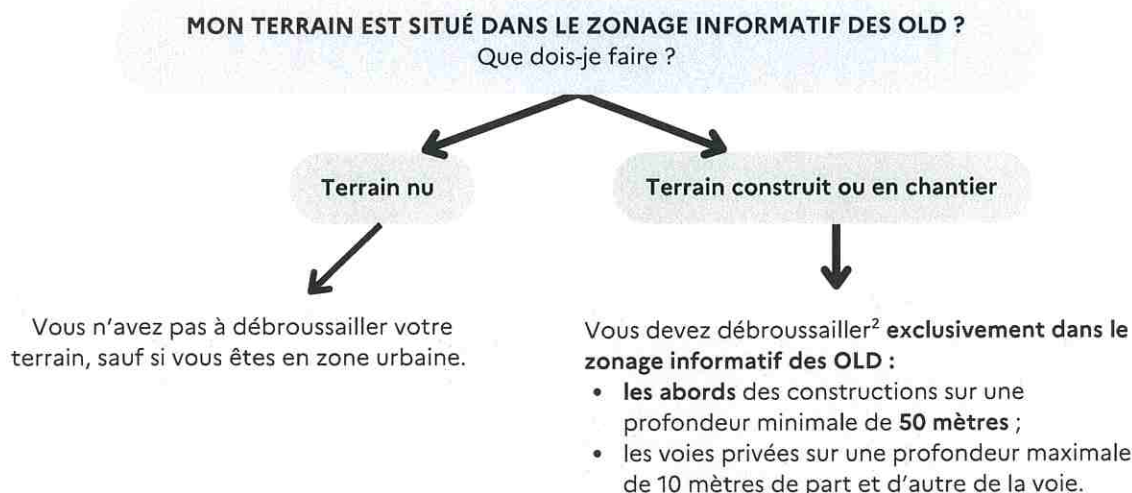 MON TERRAIN EST SITUÉ DANS LE ZONAGE INFORMATIF DES OLD ?
Que dois-je faire ?
Terrain nu
Terrain construit ou en chantier
Vous n'avez pas à débroussailler votre
terrain, sauf si vous êtes en zone urbaine.
Vous devez débroussailler² exclusivement dans le
zonage informatif des OLD :
• les abords des constructions sur une
profondeur minimale de 50 mètres ;
• les voies privées sur une profondeur maximale
de 10 mètres de part et d'autre de la voie.